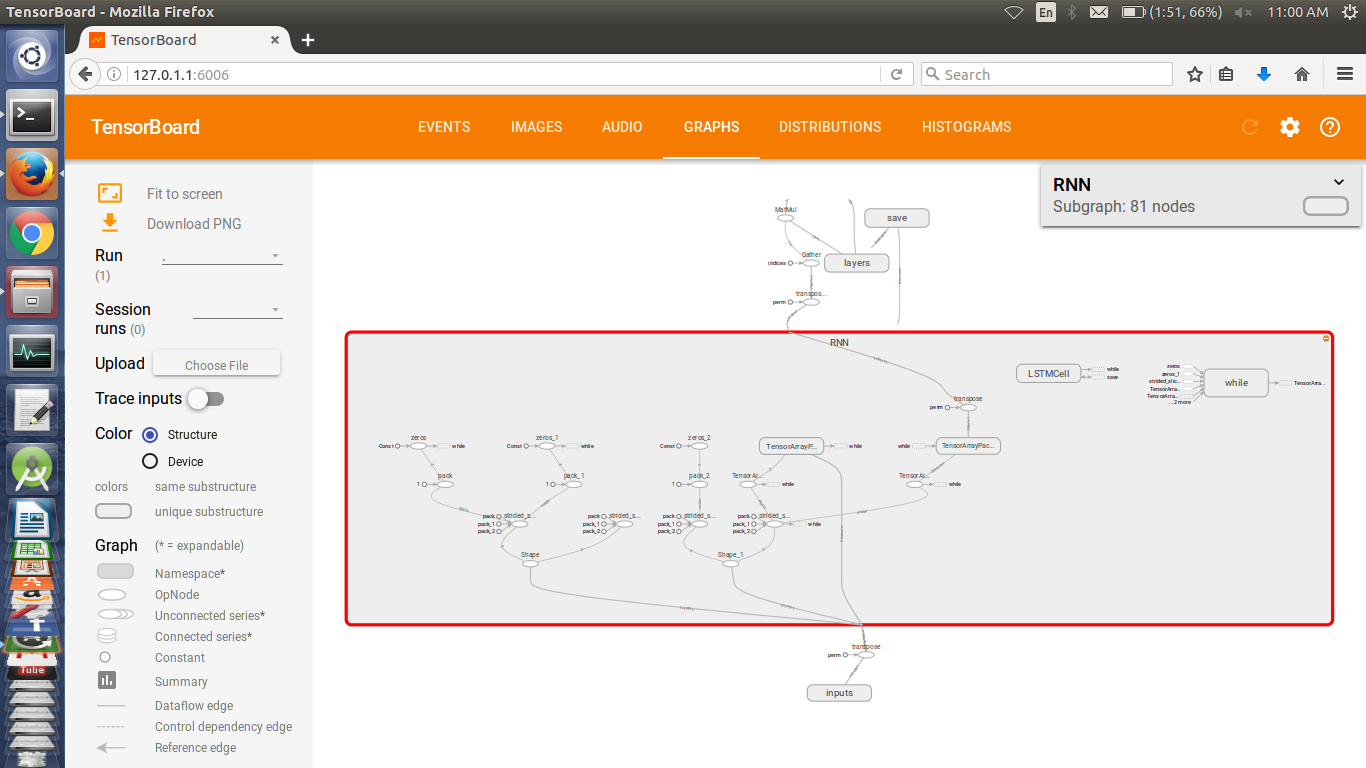 TensorBoard - Mozilla Firefox
En
(1:51, 66%)
11:00 AM
TensorBoard
127.0.1.1:6006
Search
TensorBoard
EVENTS
IMAGES
AUDIO
GRAPHS
DISTRIBUTIONS
HISTOGRAMS
Fit to screen
Download PNG
Run
(1)
.
Session
runs (0)
Upload
Choose File
Trace inputs
Color
Structure
Device
colors
same substructure
unique substructure
Graph
(* = expandable)
Namespace*
OpNode
Unconnected series*
Connected series*
Constant
Summary
Dataflow edge
Control dependency edge
Reference edge
RNN
Subgraph: 81 nodes
MatMul
save
Gather
indices
layers
transpos...
perm
RNN
LSTMCell
while
save
zeros
zeros_1
strided_slic...
TensorArra...
TensorArra...
...2 more
while
TensorArra...
transpose
perm
zeros
Const
while
zeros_1
Const
while
zeros_2
Const
TensorArrayP...
while
while
TensorArrayPac...
pack
1
pack_1
1
pack_2
1
TensorAr...
while
TensorAr...
while
pack
pack_1
pack_2
strided_s...
pack
pack_1
pack_2
strided_s...
pack
pack_1
pack_2
strided_s...
pack
pack_1
pack_2
strided_s...
while
Shape
Shape_1
transpose
perm
inputs
Tube